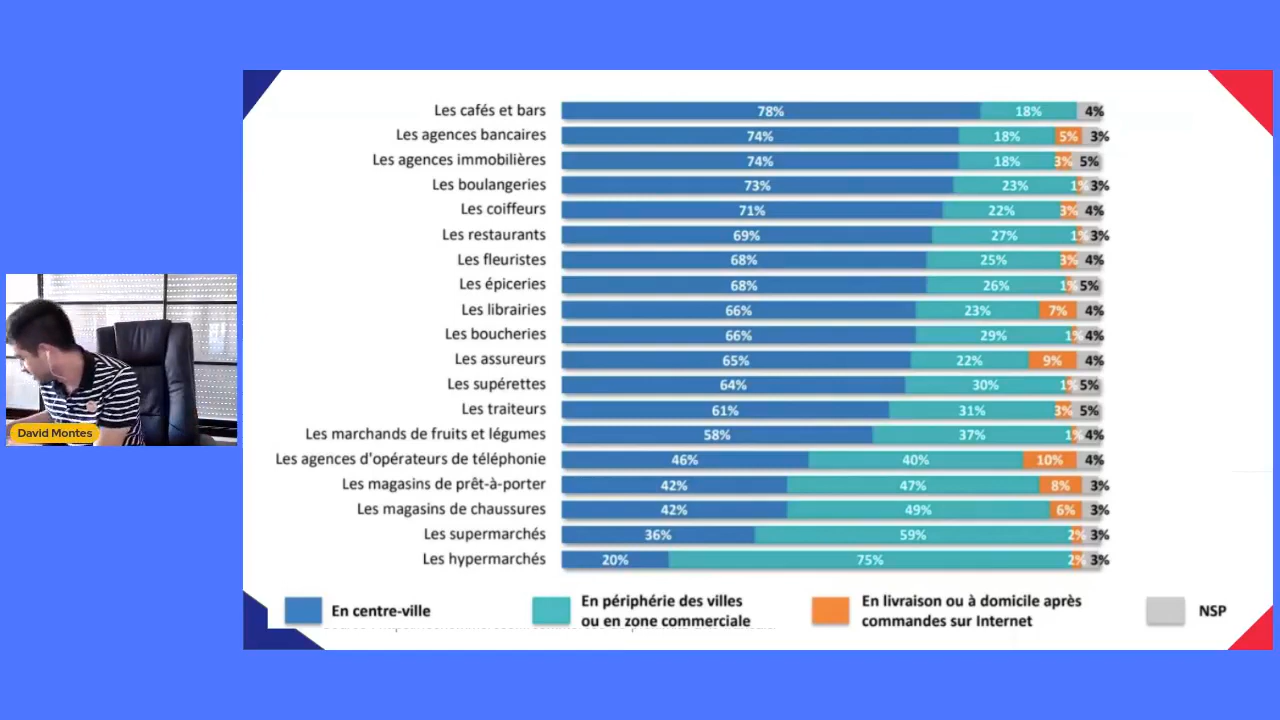 Les cafés et bars 78% 18% 4%
Les agences bancaires 74% 18% 5% 3%
Les agences immobilières 74% 18% 3% 5%
Les boulangeries 73% 23% 1% 3%
Les coiffeurs 71% 22% 3% 4%
Les restaurants 69% 27% 1% 3%
Les fleuristes 68% 25% 3% 4%
Les épiceries 68% 26% 1% 5%
Les librairies 66% 23% 7% 4%
Les boucheries 66% 29% 1% 4%
Les assureurs 65% 22% 9% 4%
Les supérettes 64% 30% 1% 5%
Les traiteurs 61% 31% 3% 5%
Les marchands de fruits et légumes 58% 37% 1% 4%
Les agences d'opérateurs de téléphonie 46% 40% 10% 4%
Les magasins de prêt-à-porter 42% 47% 8% 3%
Les magasins de chaussures 42% 49% 6% 3%
Les supermarchés 36% 59% 2% 3%
Les hypermarchés 20% 75% 2% 3%
En centre-ville
En périphérie des villes
ou en zone commerciale
En livraison ou à domicile après
commandes sur Internet
NSP
David Montes